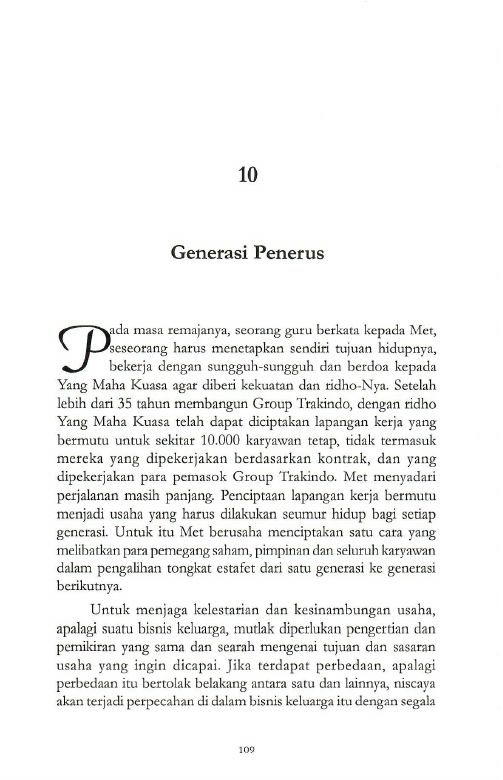 10
Generasi Penerus
Pada masa remajanya, seorang guru berkata kepada Met,
seseorang harus menetapkan sendiri tujuan hidupnya,
bekerja dengan sungguh-sungguh dan berdoa kepada
Yang Maha Kuasa agar diberi kekuatan dan ridho-Nya. Setelah
lebih dari 35 tahun membangun Group Trakindo, dengan ridho
Yang Maha Kuasa telah dapat diciptakan lapangan kerja yang
bermutu untuk sekitar 10.000 karyawan tetap, tidak termasuk
mereka yang dipekerjakan berdasarkan kontrak, dan yang
dipekerjakan para pemasok Group Trakindo. Met menyadari
perjalanan masih panjang. Penciptaan lapangan kerja bermutu
menjadi usaha yang harus dilakukan seumur hidup bagi setiap
generasi. Untuk itu Met berusaha menciptakan satu cara yang
melibatkan para pemegang saham, pimpinan dan seluruh karyawan
dalam pengalihan tongkat estafet dari satu generasi ke generasi
berikutnya.
Untuk menjaga kelestarian dan kesinambungan usaha,
apalagi suatu bisnis keluarga, mutlak diperlukan pengertian dan
pemikiran yang sama dan searah mengenai tujuan dan sasaran
usaha yang ingin dicapai. Jika terdapat perbedaan, apalagi
perbedaan itu bertolak belakang antara satu dan lainnya, niscaya
akan terjadi perpecahan di dalam bisnis keluarga itu dengan segala
109